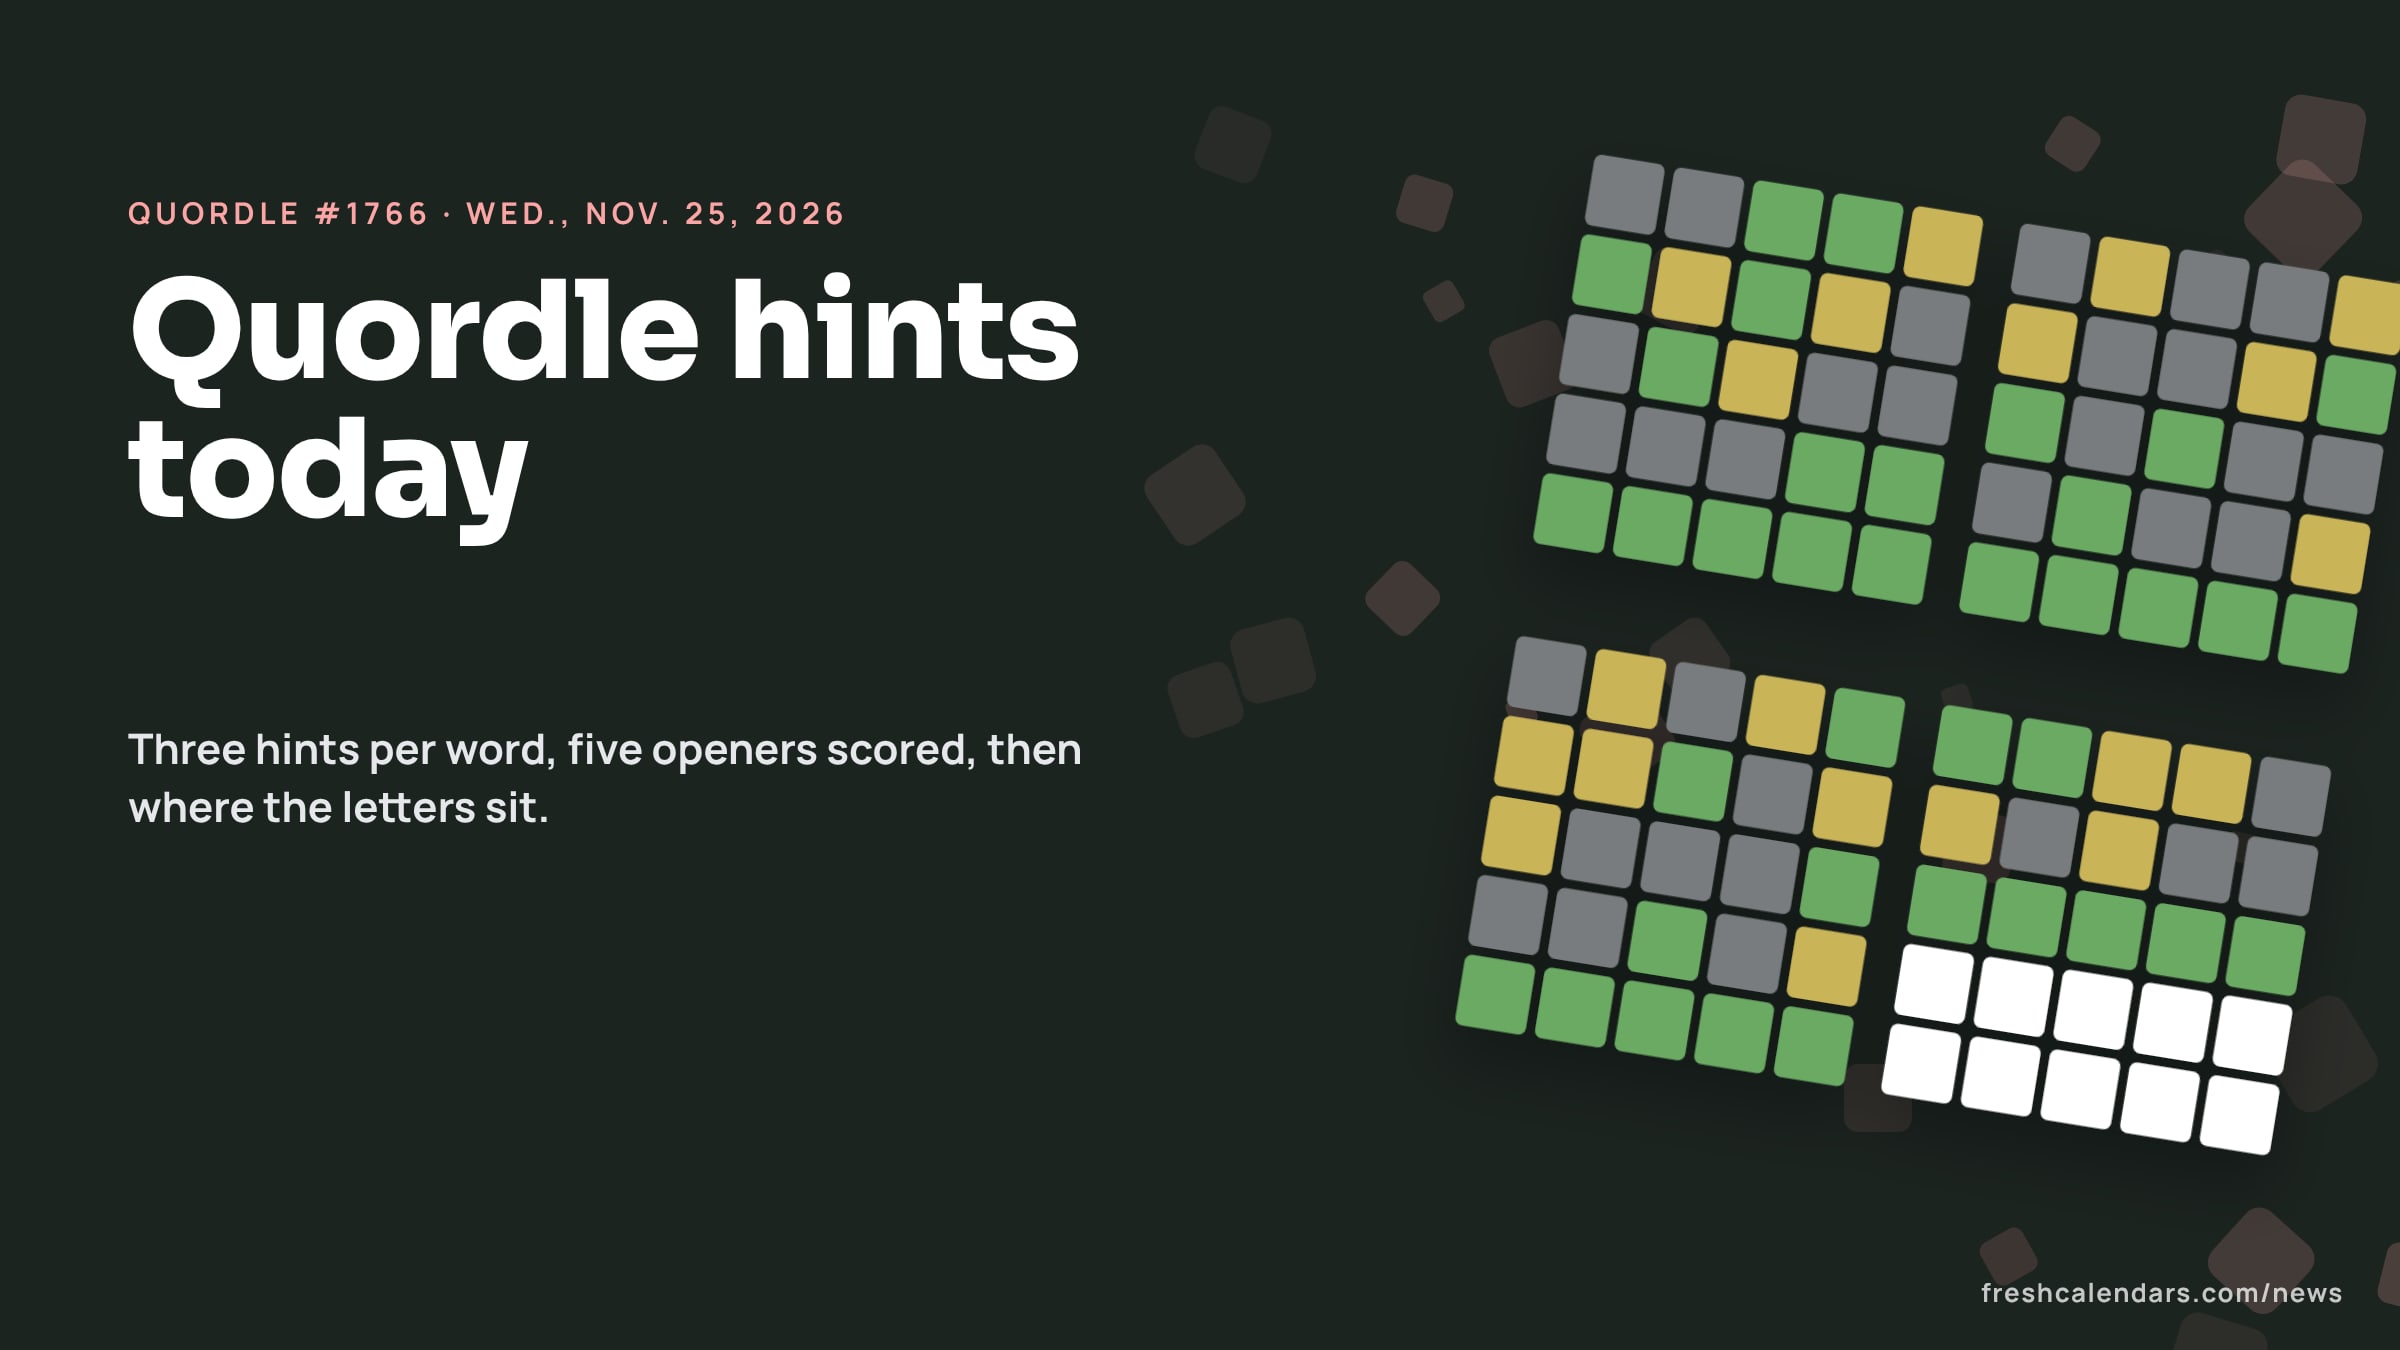 QUORDLE #1766 · WED., NOV. 25, 2026
Quordle hints
today
Three hints per word, five openers scored, then
where the letters sit.
freshcalendars.com/news